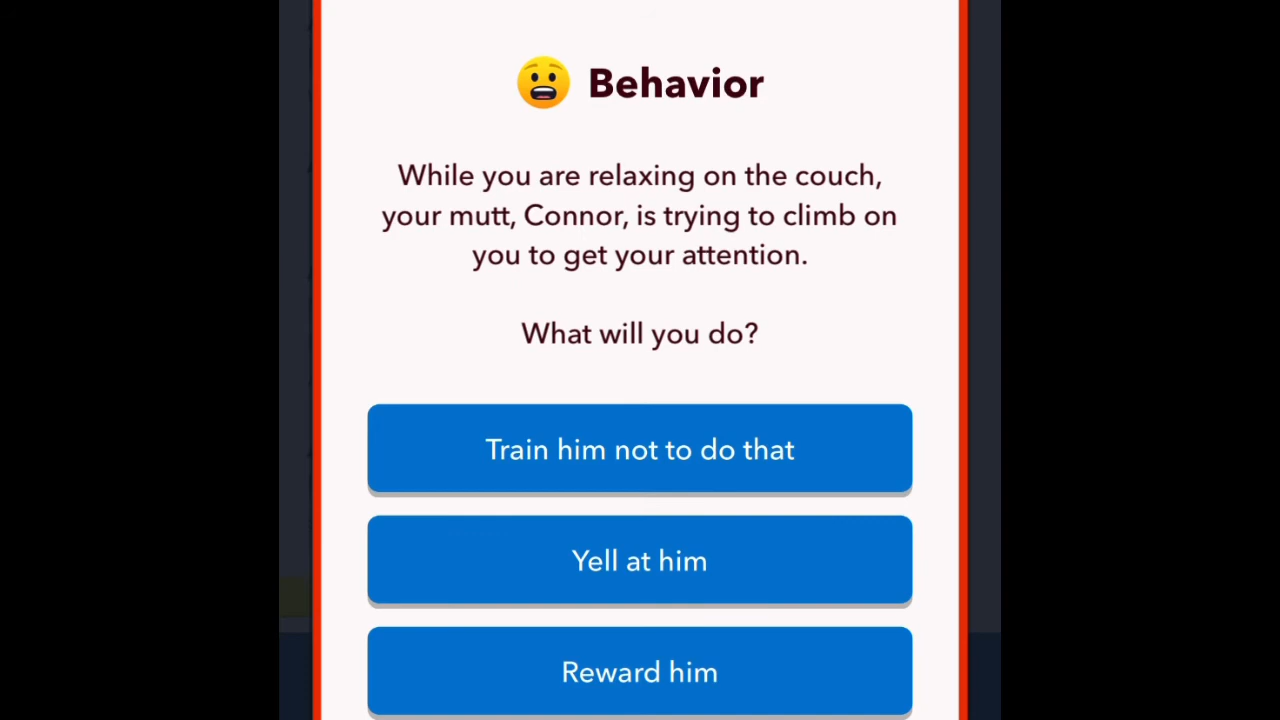 Behavior
While you are relaxing on the couch,
your mutt, Connor, is trying to climb on
you to get your attention.
What will you do?
Train him not to do that
Yell at him
Reward him